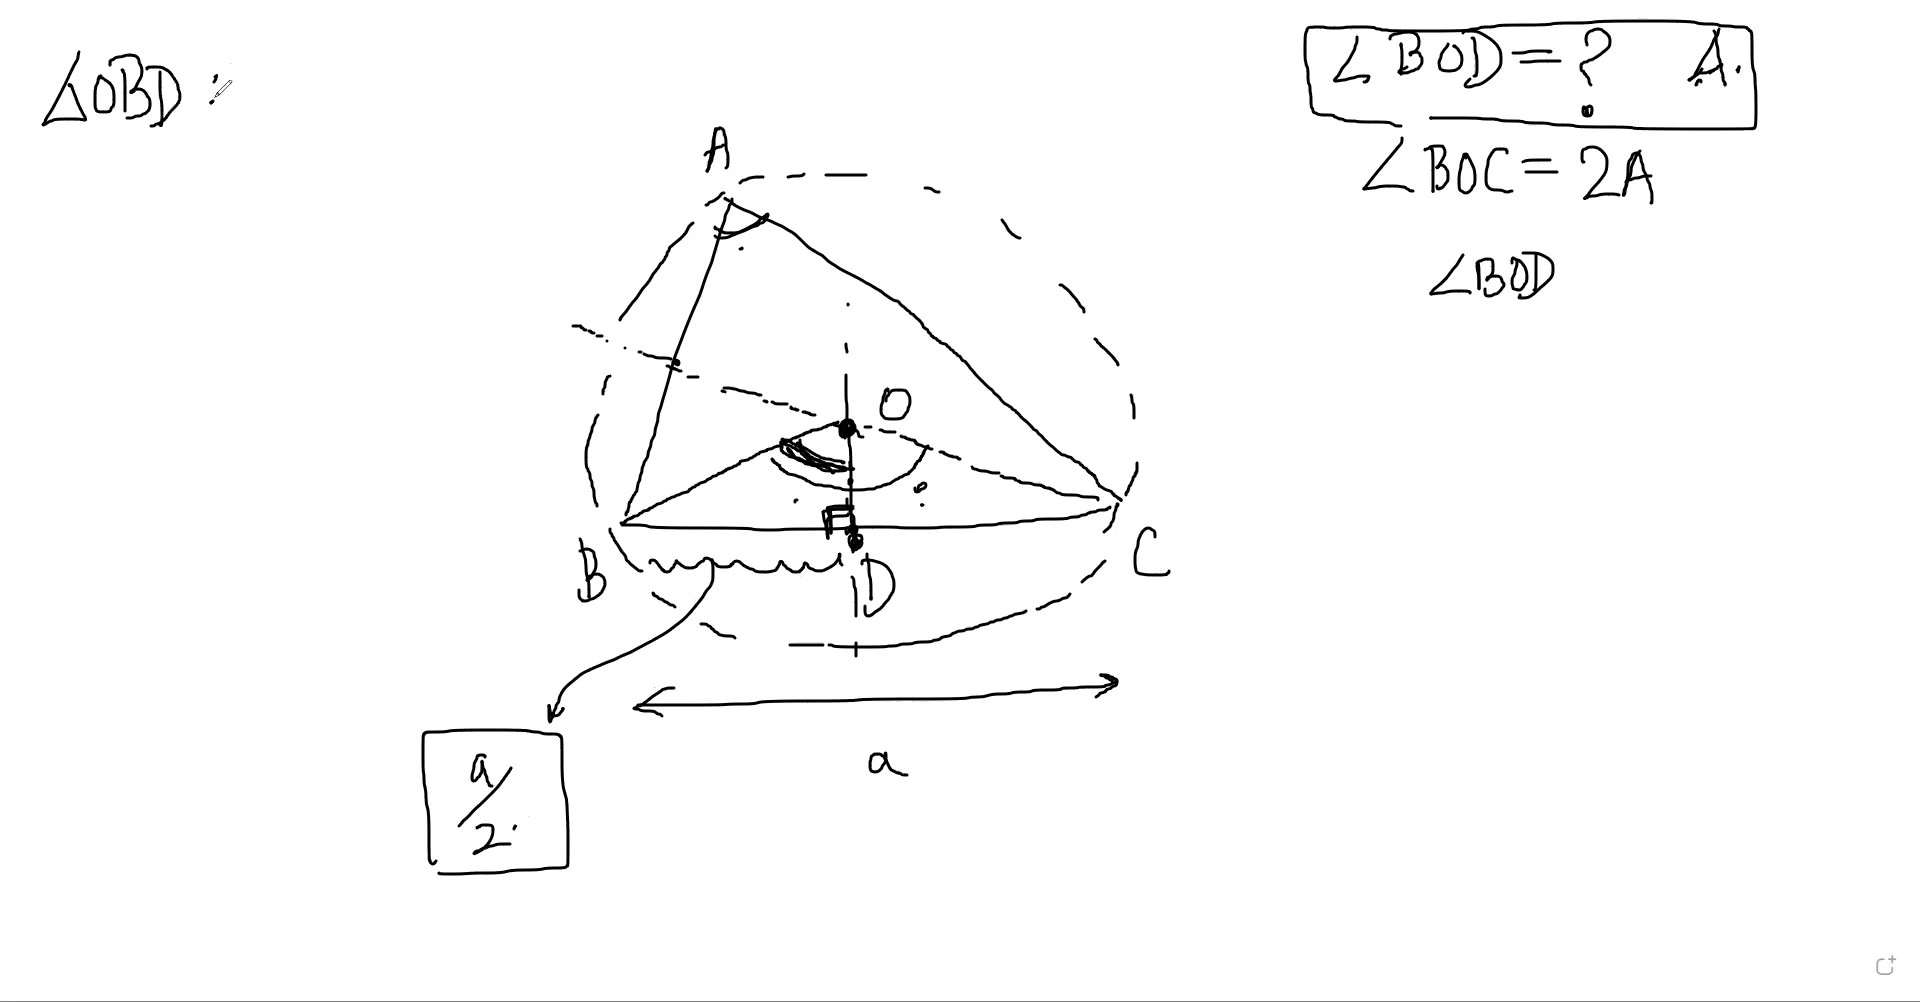 △OBD :
∠BOD = ? A.
∠BOC = 2A
∠BOD
A
O
B
D
C
a
a/2